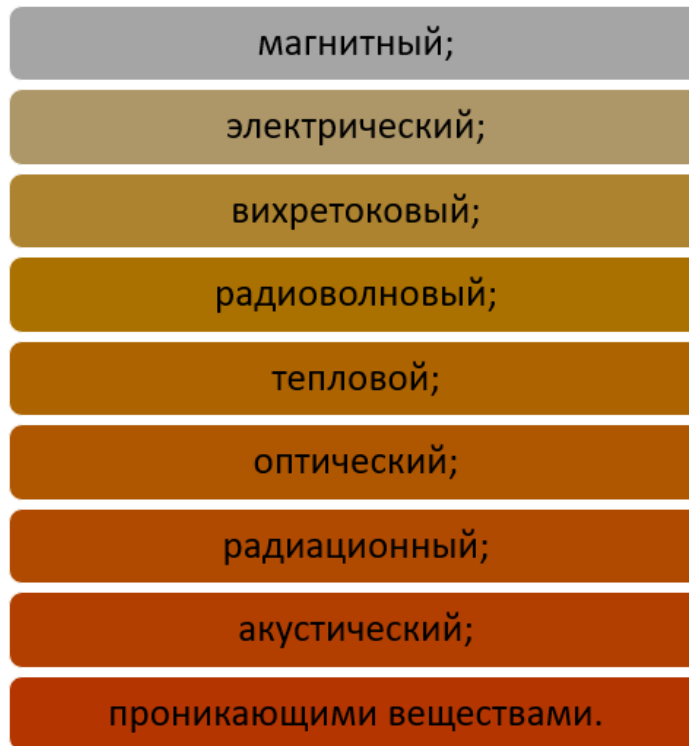 магнитный;
электрический;
вихретоковый;
радиоволновый;
тепловой;
оптический;
радиационный;
акустический;
проникающими веществами.